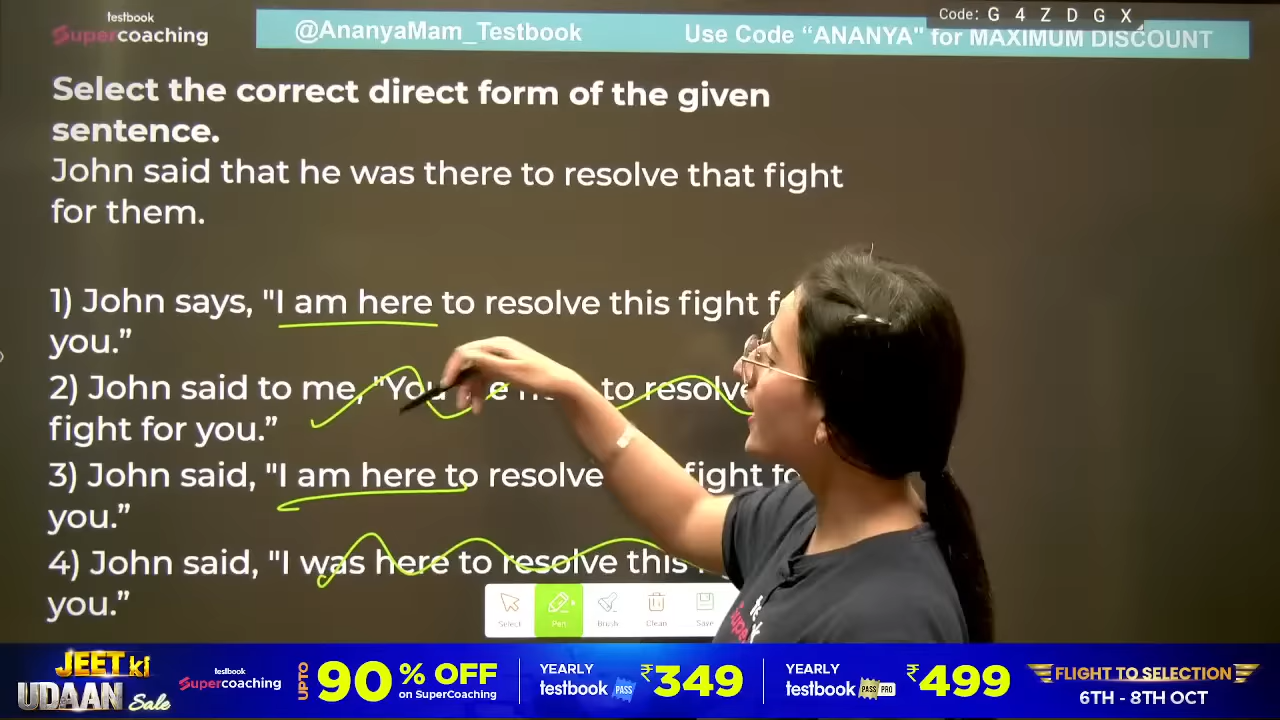 testbook
Supercoaching
@AnanyaMam_Testbook
Use Code “ANANYA" for MAXIMUM DISCOUNT
Code: G 4 Z D G X
Select the correct direct form of the given
sentence.
John said that he was there to resolve that fight
for them.
1) John says, "I am here to resolve this fight
you.”
2) John said to me, "You to resolve
fight for you.”
3) John said, "I am here to resolve fight
you.”
4) John said, "I was here to resolve this
you.”
Select Pen Brush Clean Save
JEET ki
UDAAN Sale
testbook
Supercoaching
UPTO 90% OFF
on SuperCoaching
YEARLY
testbook PASS
₹349
YEARLY
testbook PASS PRO
₹499
FLIGHT TO SELECTION
6TH - 8TH OCT